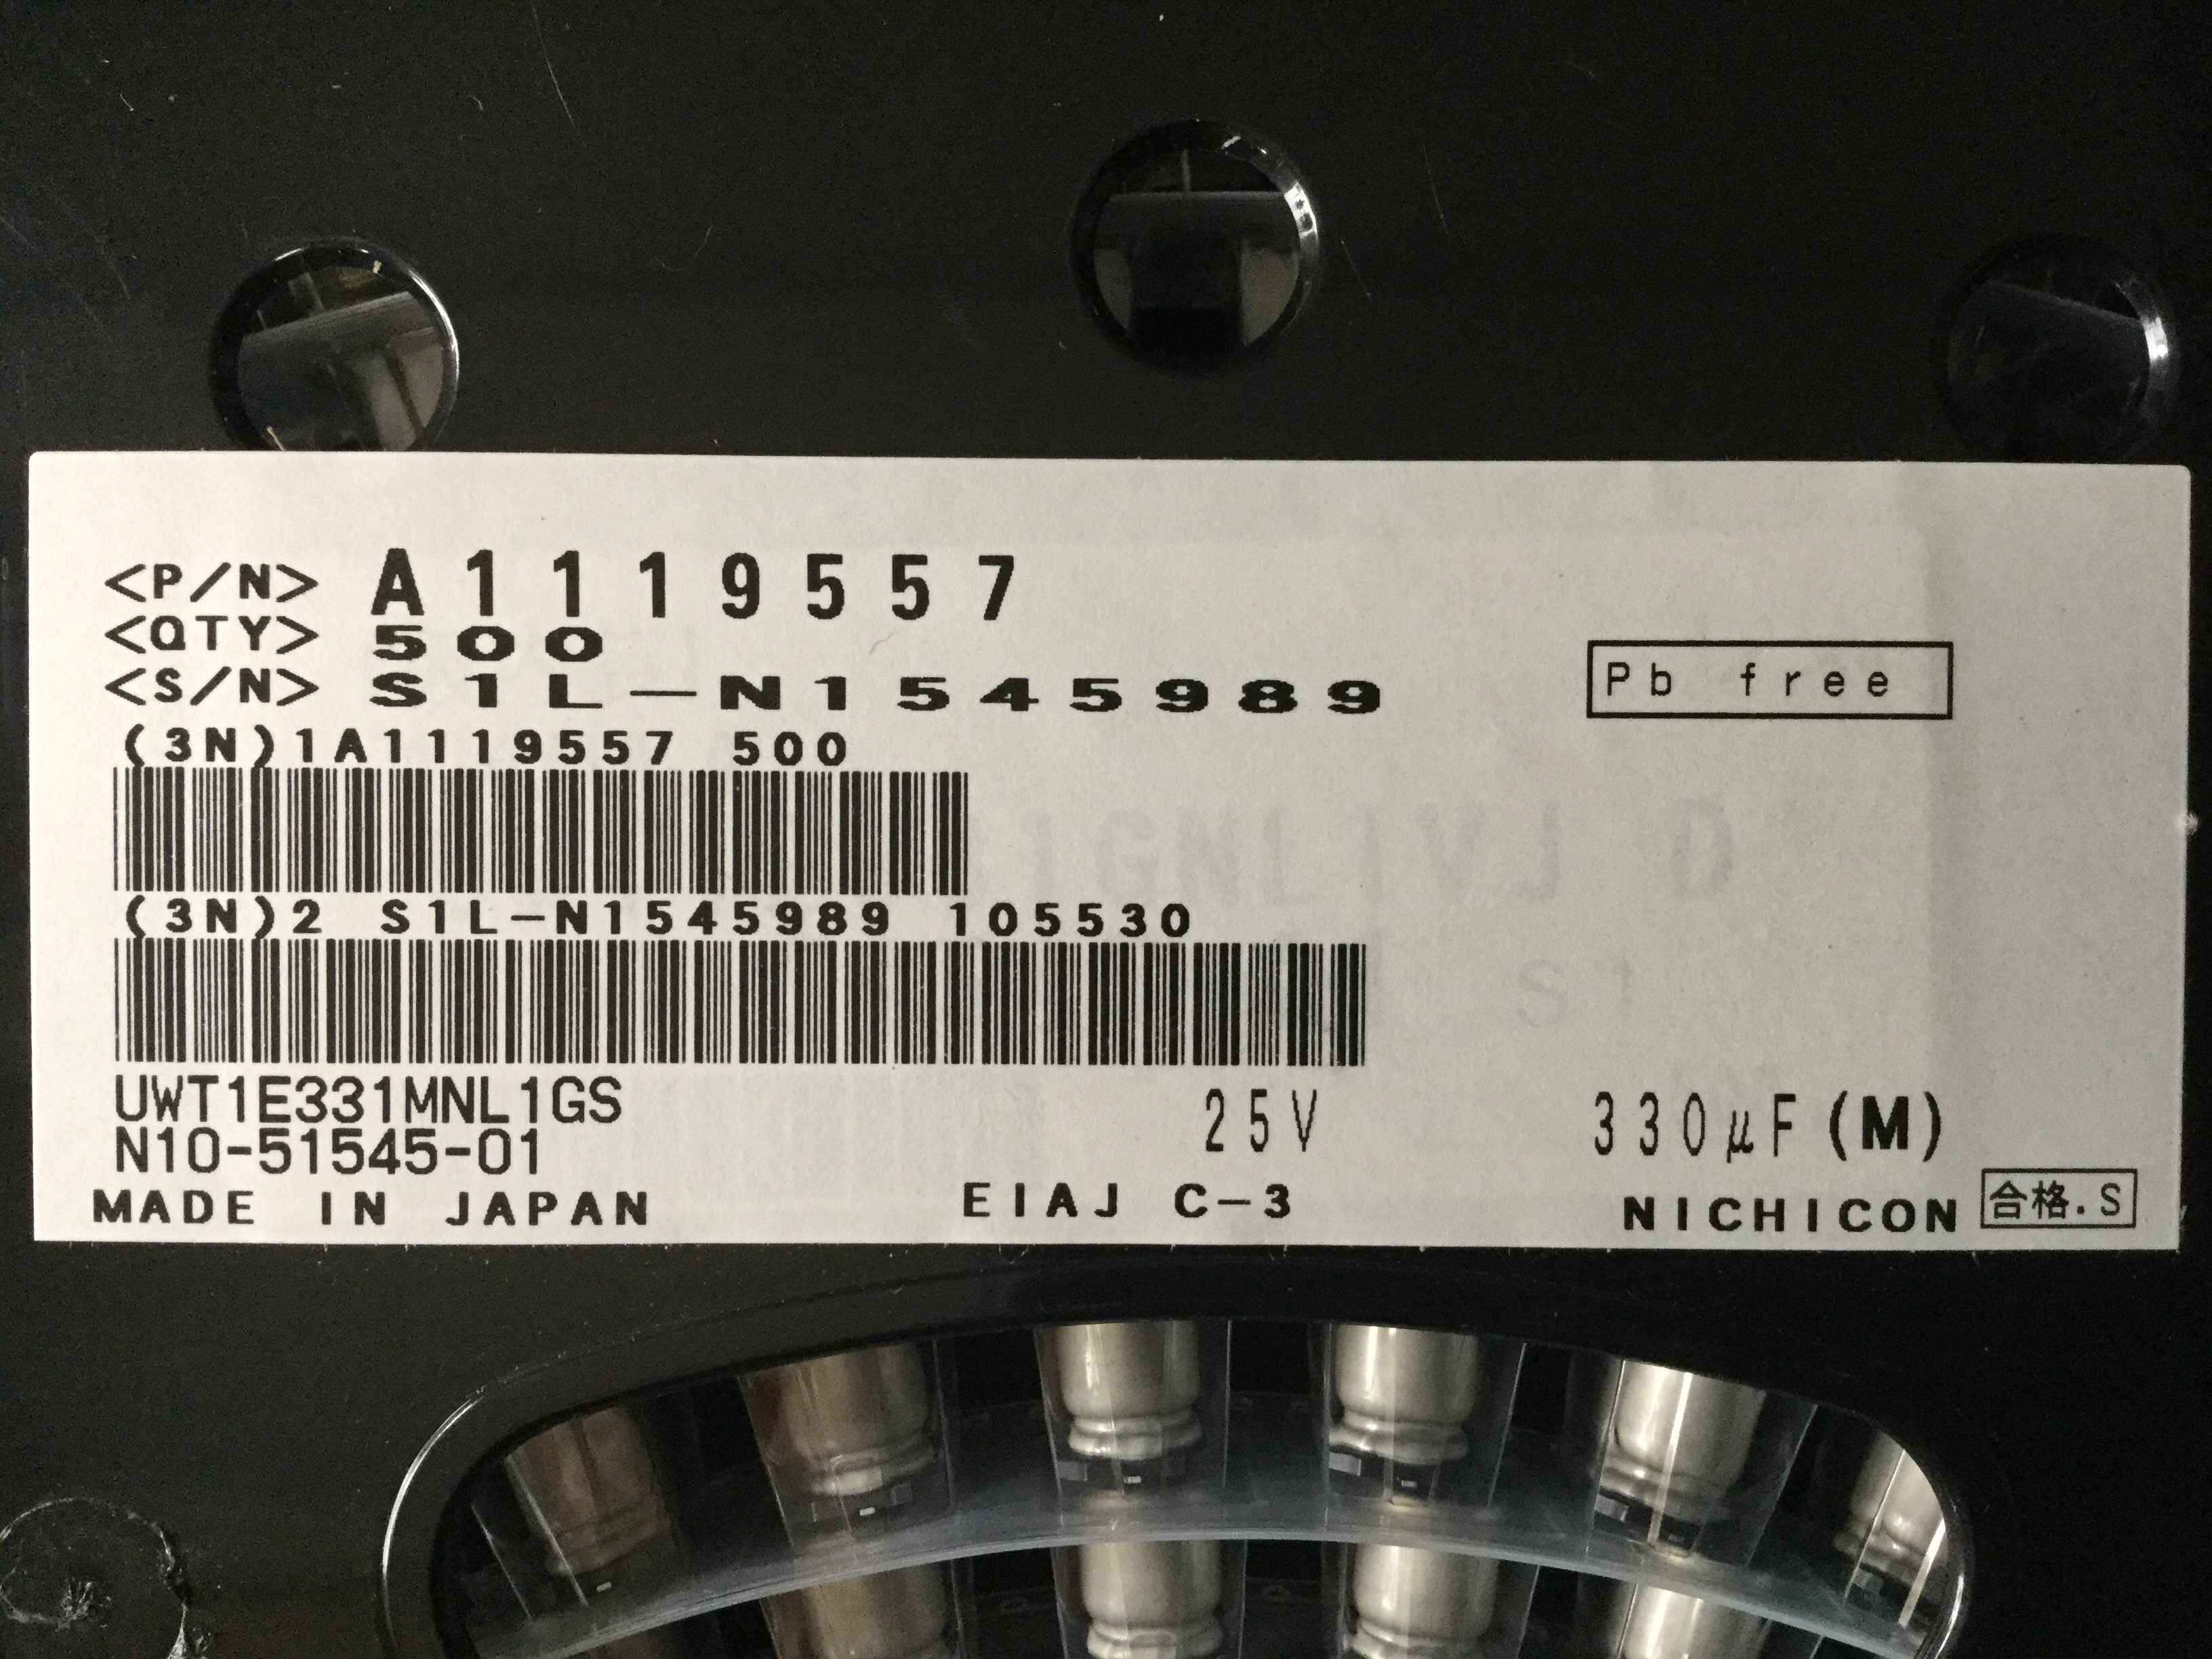 <P/N> A1119557
<QTY> 500
<S/N> S1L-N1545989
Pb free
(3N)1A1119557 500
(3N)2 S1L-N1545989 105530
UWT1E331MNL1GS
25V
330μF(M)
N10-51545-01
MADE IN JAPAN
EIAJ C-3
NICHICON
合格.S